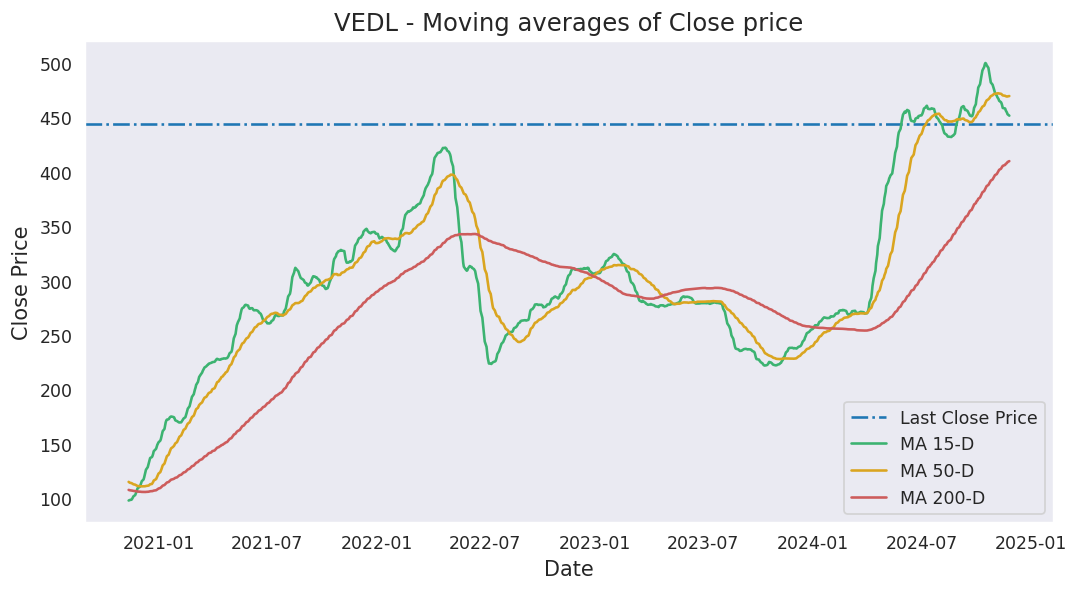 VEDL - Moving averages of Close price
Close Price
500
450
400
350
300
250
200
150
100
Last Close Price
MA 15-D
MA 50-D
MA 200-D
2021-01 2021-07 2022-01 2022-07 2023-01 2023-07 2024-01 2024-07 2025-01
Date